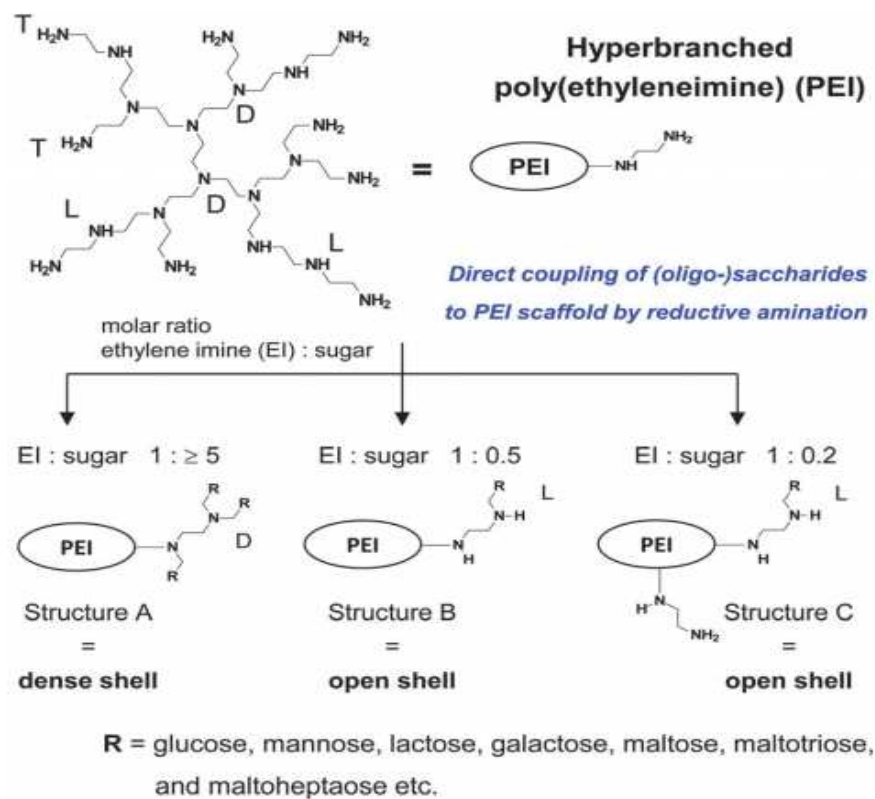 T
H₂N
NH
H₂N
NH₂
NH
N
N
N
D
H₂N
T
NH₂
N
NH₂
N
N
D
L
N
NH
H₂N
NH₂
NH
L
NH
NH₂
Hyperbranched
poly(ethyleneimine) (PEI)
=
PEI
NH
NH₂
Direct coupling of (oligo-)saccharides
to PEI scaffold by reductive amination
molar ratio
ethylene imine (EI) : sugar
EI : sugar 1 : ≥ 5
PEI
N
N
R
R
R
D
Structure A
=
dense shell
EI : sugar 1 : 0.5
PEI
N
H
R
N-H
L
Structure B
=
open shell
EI : sugar 1 : 0.2
PEI
N
H
R
N-H
L
H-N
NH₂
Structure C
=
open shell
R = glucose, mannose, lactose, galactose, maltose, maltotriose,
and maltoheptaose etc.